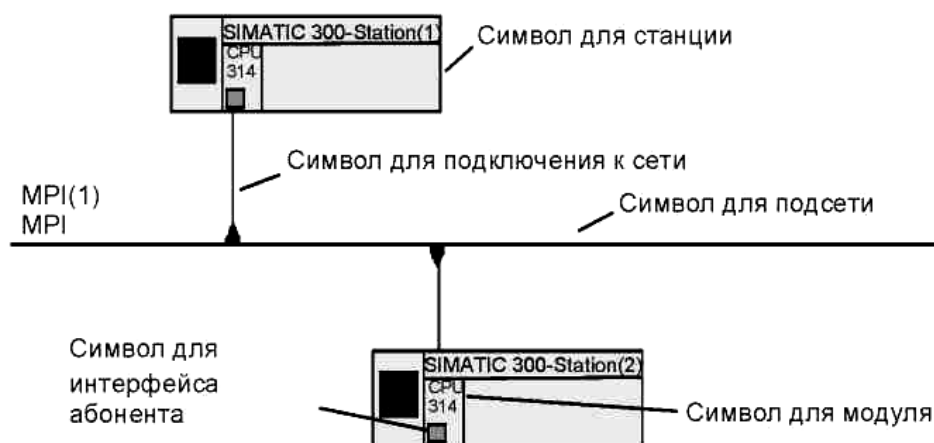 SIMATIC 300-Station(1)
CPU
314
Символ для станции
Символ для подключения к сети
MPI(1)
MPI
Символ для подсети
Символ для
интерфейса
абонента
SIMATIC 300-Station(2)
CPU
314
Символ для модуля